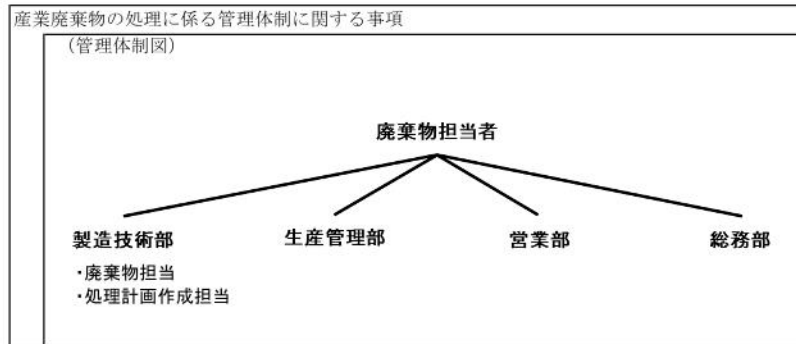 産業廃棄物の処理に係る管理体制に関する事項
（管理体制図）
廃棄物担当者
製造技術部 生産管理部 営業部 総務部
・廃棄物担当
・処理計画作成担当